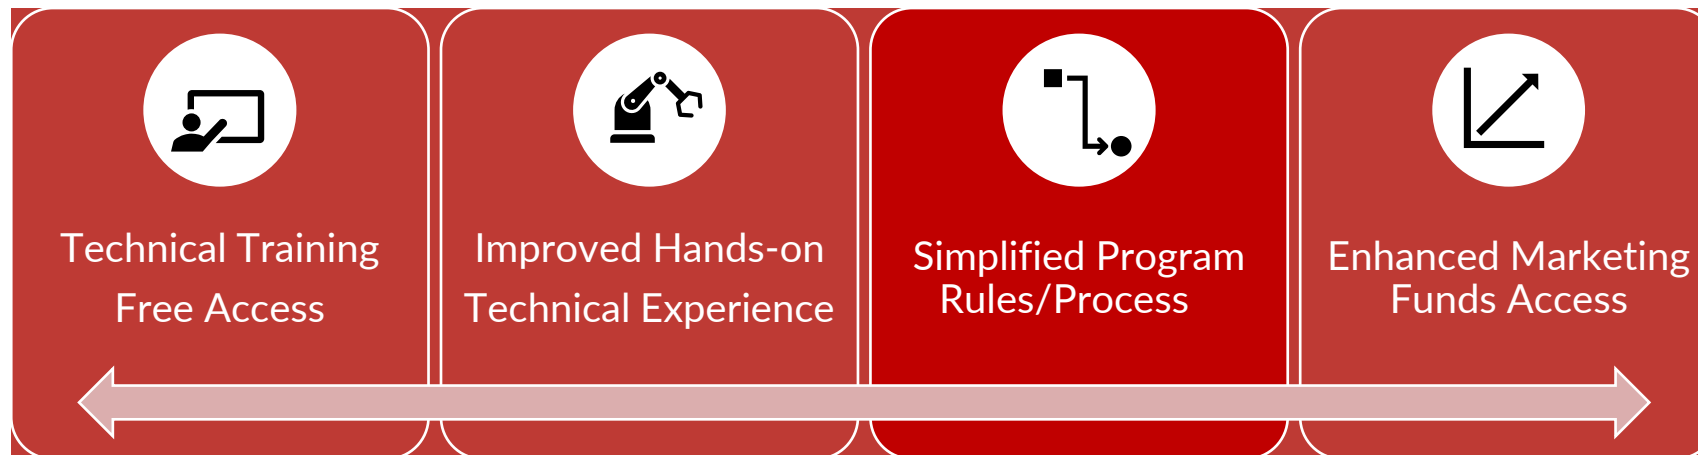 Technical Training
Free Access
Improved Hands-on
Technical Experience
Simplified Program
Rules/Process
Enhanced Marketing
Funds Access